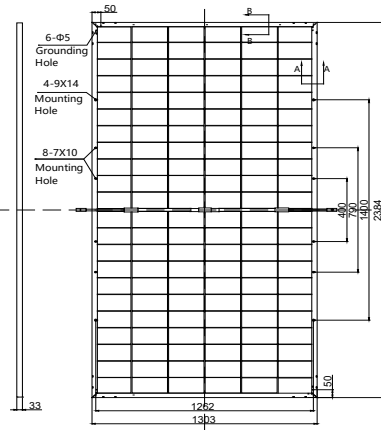 50
B
B
6-Φ5
Grounding
Hole
A
A
4-9X14
Mounting
Hole
8-7X10
Mounting
Hole
400
790
1400
2384
50
33
1262
1303